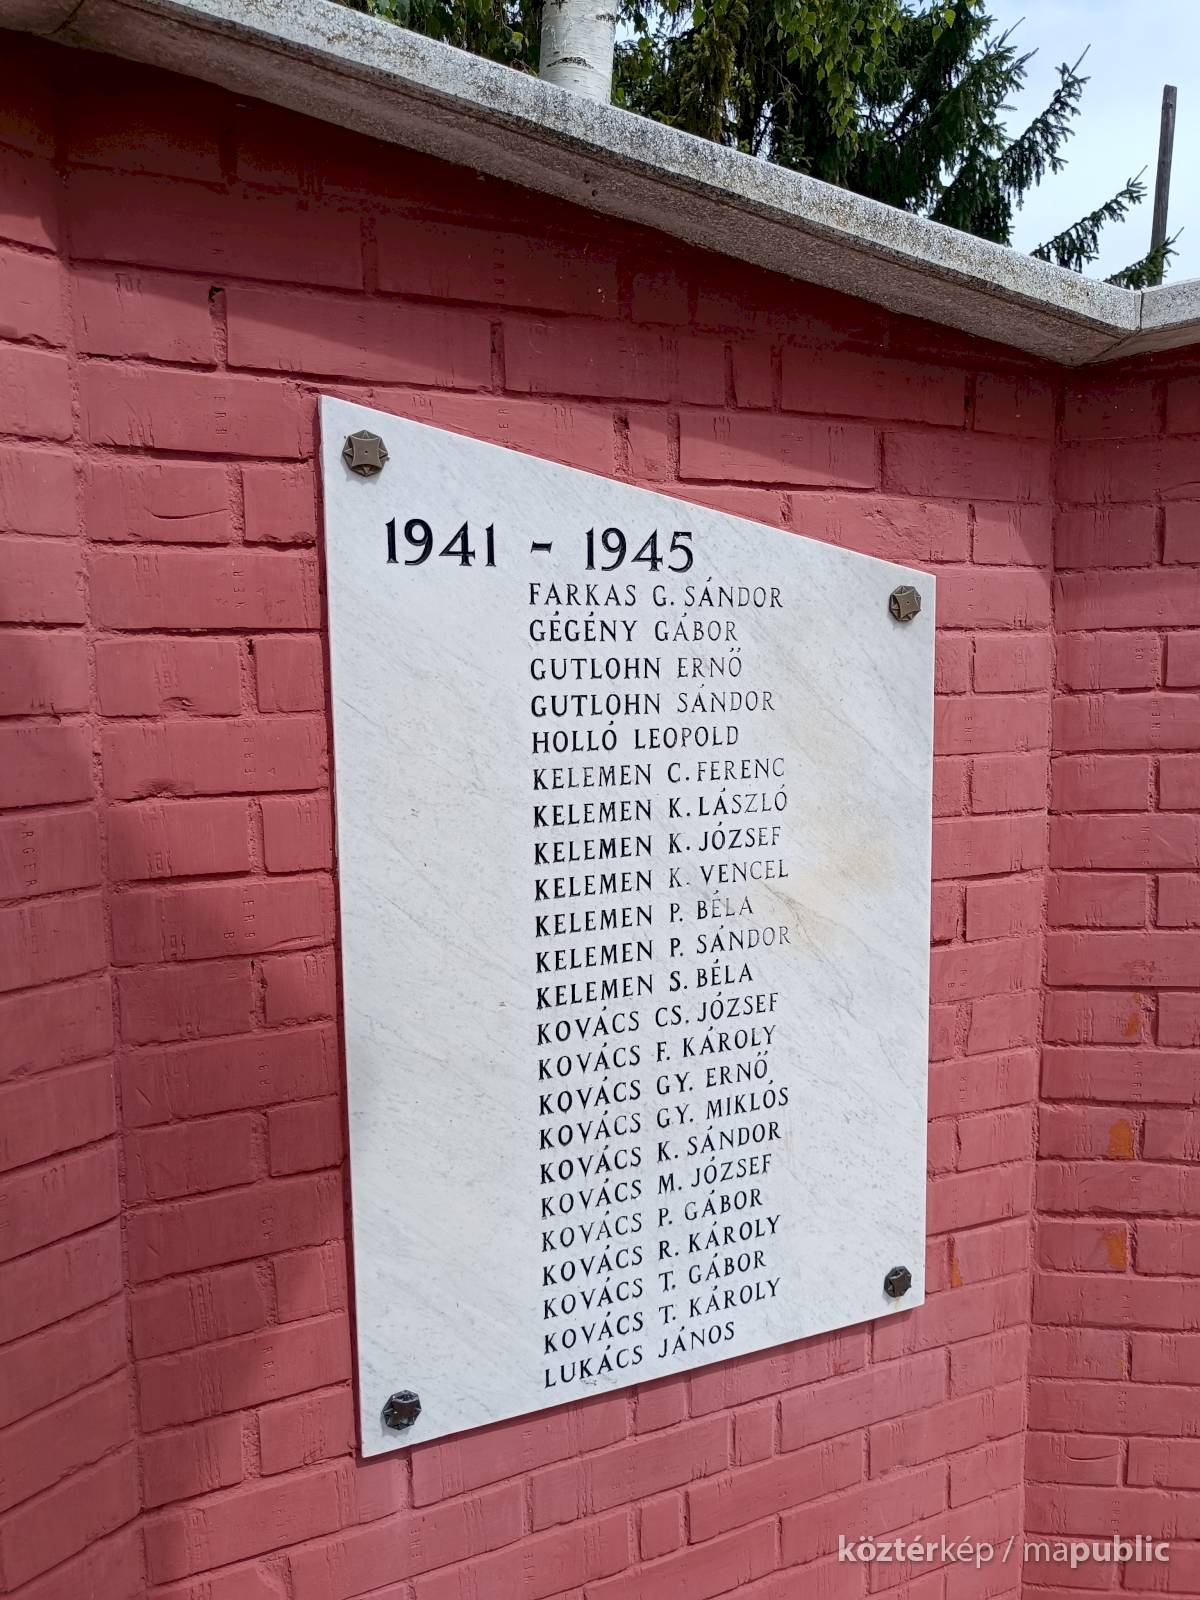 1941 - 1945
FARKAS G. SÁNDOR
GÉGÉNY GÁBOR
GUTLOHN ERNŐ
GUTLOHN SÁNDOR
HOLLÓ LEOPOLD
KELEMEN C. FERENC
KELEMEN K. LÁSZLÓ
KELEMEN K. JÓZSEF
KELEMEN K. VENCEL
KELEMEN P. BÉLA
KELEMEN P. SÁNDOR
KELEMEN S. BÉLA
KOVÁCS CS. JÓZSEF
KOVÁCS F. KÁROLY
KOVÁCS GY. ERNŐ
KOVÁCS GY. MIKLÓS
KOVÁCS K. SÁNDOR
KOVÁCS M. JÓZSEF
KOVÁCS P. GÁBOR
KOVÁCS R. KÁROLY
KOVÁCS T. GÁBOR
KOVÁCS T. KÁROLY
LUKÁCS JÁNOS
köztérkép / mapublic